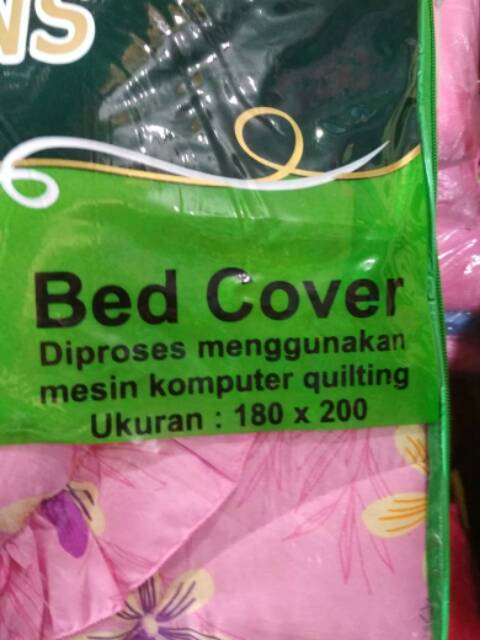 Bed Cover
Diproses menggunakan
mesin komputer quilting
Ukuran : 180 x 200